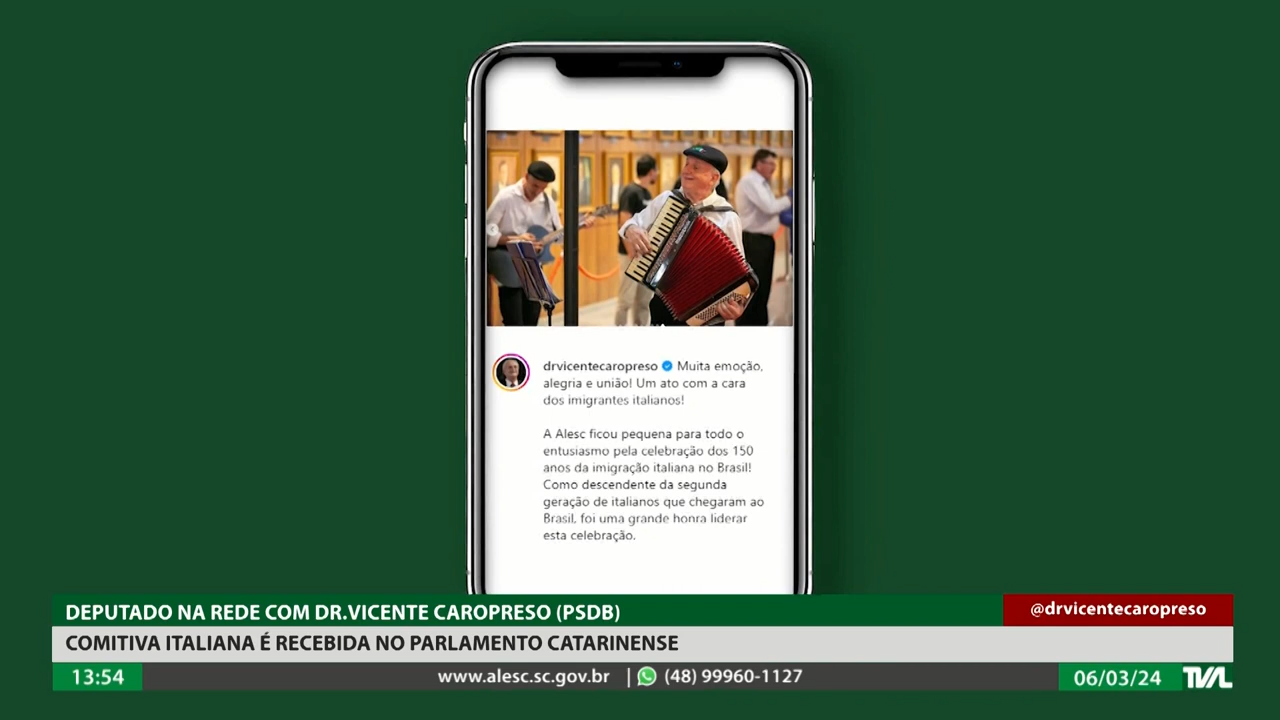 drvicentecaropreso Muita emoção,
alegria e união! Um ato com a cara
dos imigrantes italianos!
A Alesc ficou pequena para todo o
entusiasmo pela celebração dos 150
anos da imigração italiana no Brasil!
Como descendente da segunda
geração de italianos que chegaram ao
Brasil, foi uma grande honra liderar
esta celebração.
DEPUTADO NA REDE COM DR.VICENTE CAROPRESO (PSDB)
@drvicentecaropreso
COMITIVA ITALIANA É RECEBIDA NO PARLAMENTO CATARINENSE
13:54
www.alesc.sc.gov.br | (48) 99960-1127
06/03/24 TVAL